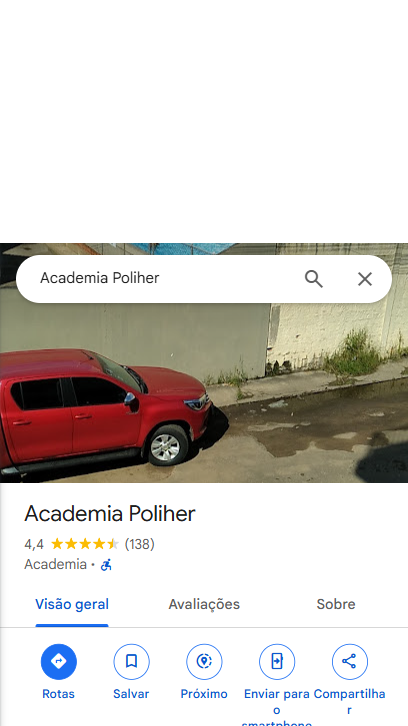 Academia Poliher
Academia Poliher
4,4 (138)
Academia ·
Visão geral Avaliações Sobre
Rotas Salvar Próximo Enviar para o smartphone Compartilhar